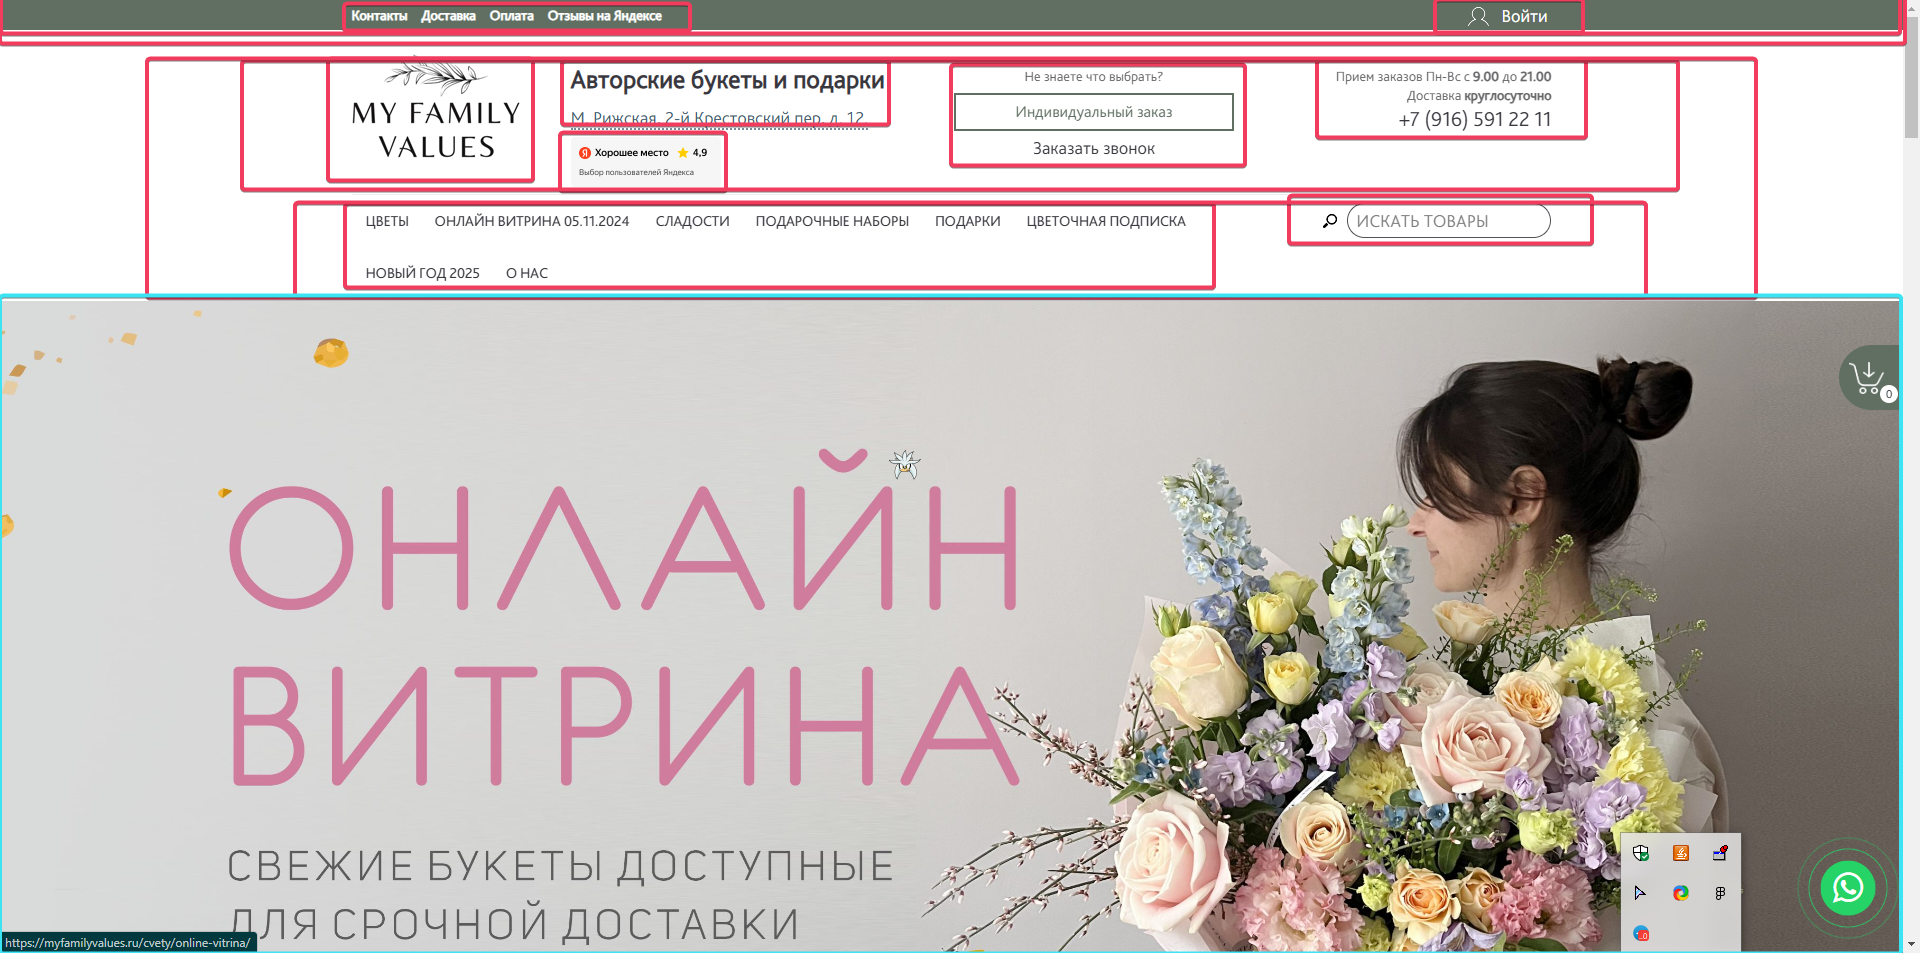 Контакты Доставка Оплата Отзывы на Яндексе
Войти
MY FAMILY
VALUES
Авторские букеты и подарки
М. Рижская, 2-й Крестовский пер. д. 12.
Я Хорошее место 4,9
Выбор пользователей Яндекса
Не знаете что выбрать?
Индивидуальный заказ
Заказать звонок
Прием заказов Пн-Вс с 9.00 до 21.00
Доставка круглосуточно
+7 (916) 591 22 11
ЦВЕТЫ ОНЛАЙН ВИТРИНА 05.11.2024 СЛАДОСТИ ПОДАРОЧНЫЕ НАБОРЫ ПОДАРКИ ЦВЕТОЧНАЯ ПОДПИСКА
ИСКАТЬ ТОВАРЫ
НОВЫЙ ГОД 2025 О НАС
0
ОНЛАЙН
ВИТРИНА
СВЕЖИЕ БУКЕТЫ ДОСТУПНЫЕ
ДЛЯ СРОЧНОЙ ДОСТАВКИ
https://myfamilyvalues.ru/cvety/online-vitrina/